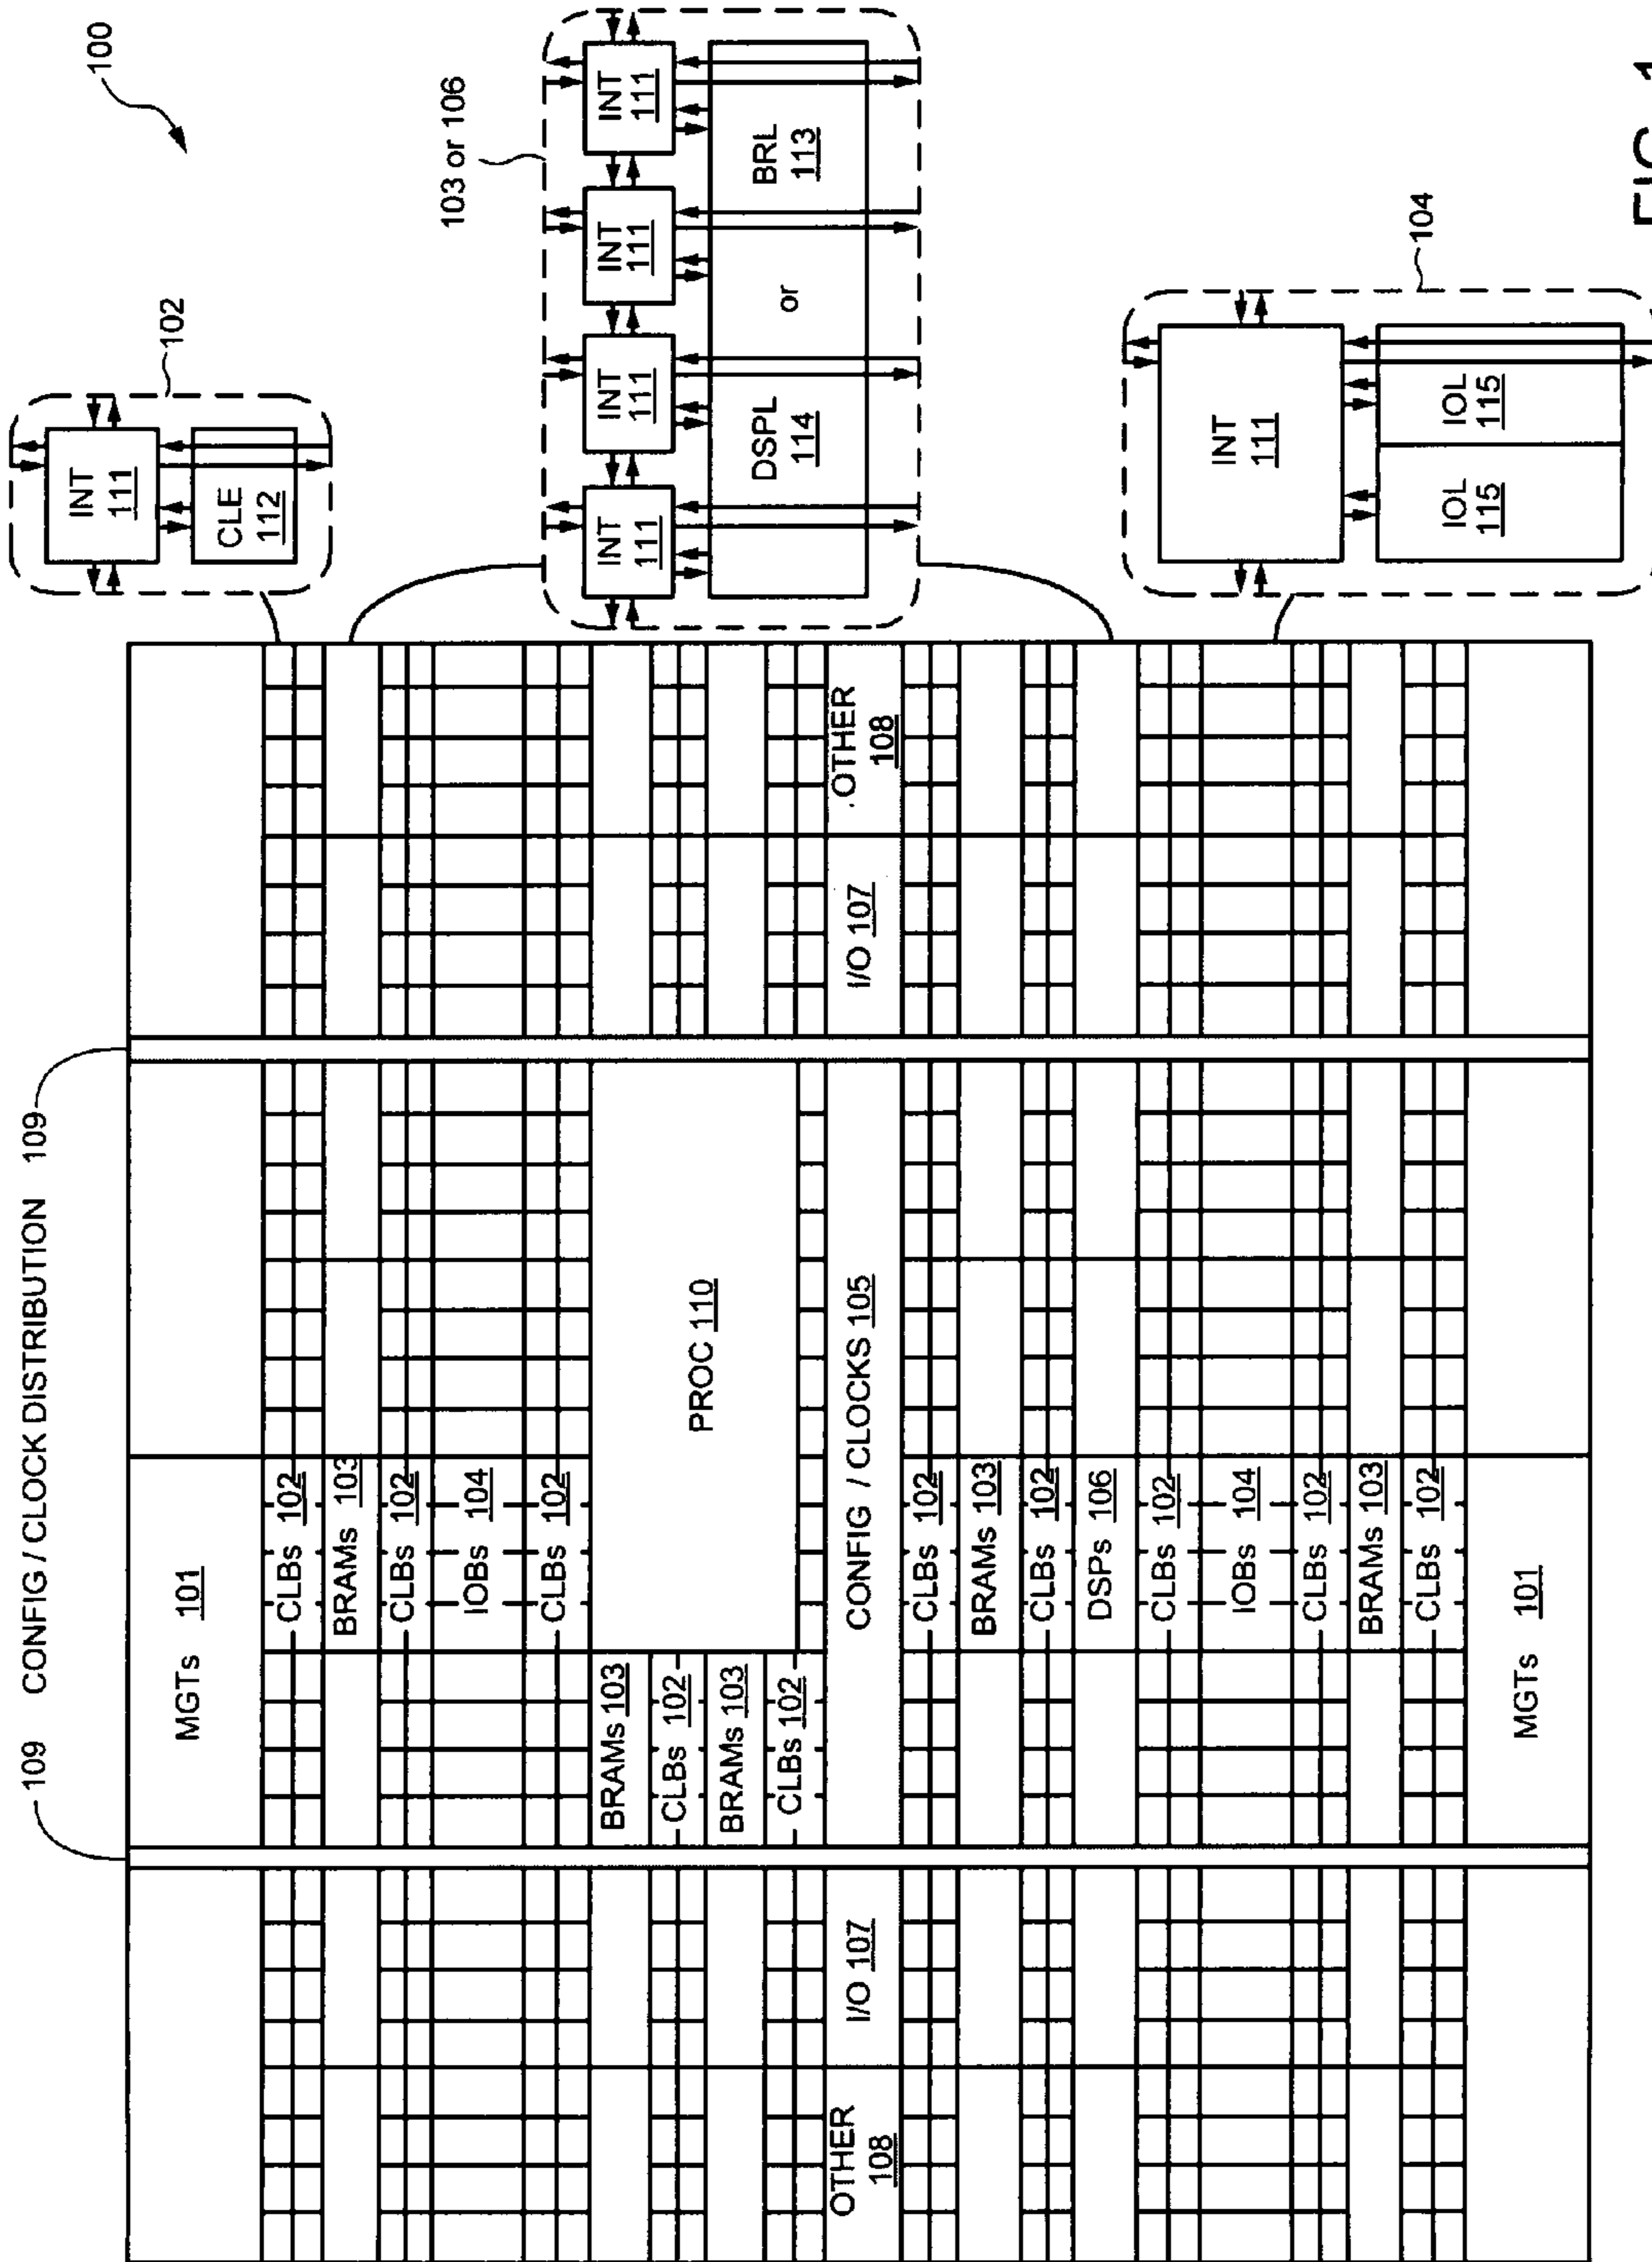 109 CONFIG / CLOCK DISTRIBUTION 109
100
MGTs 101
CLBs 102
BRAMs 103
CLBs 102
IOBs 104
CLBs 102
BRAMs 103
CLBs 102
BRAMs 103
CLBs 102
PROC 110
OTHER
108
I/O 107
CONFIG / CLOCKS 105
I/O 107
OTHER
108
CLBs 102
BRAMs 103
CLBs 102
DSPs 106
CLBs 102
IOBs 104
CLBs 102
BRAMs 103
CLBs 102
MGTs 101
102
INT
111
CLE
112
103 or 106
INT
111
INT
111
INT
111
INT
111
DSPL
114
or
BRL
113
104
INT
111
IOL
115
IOL
115